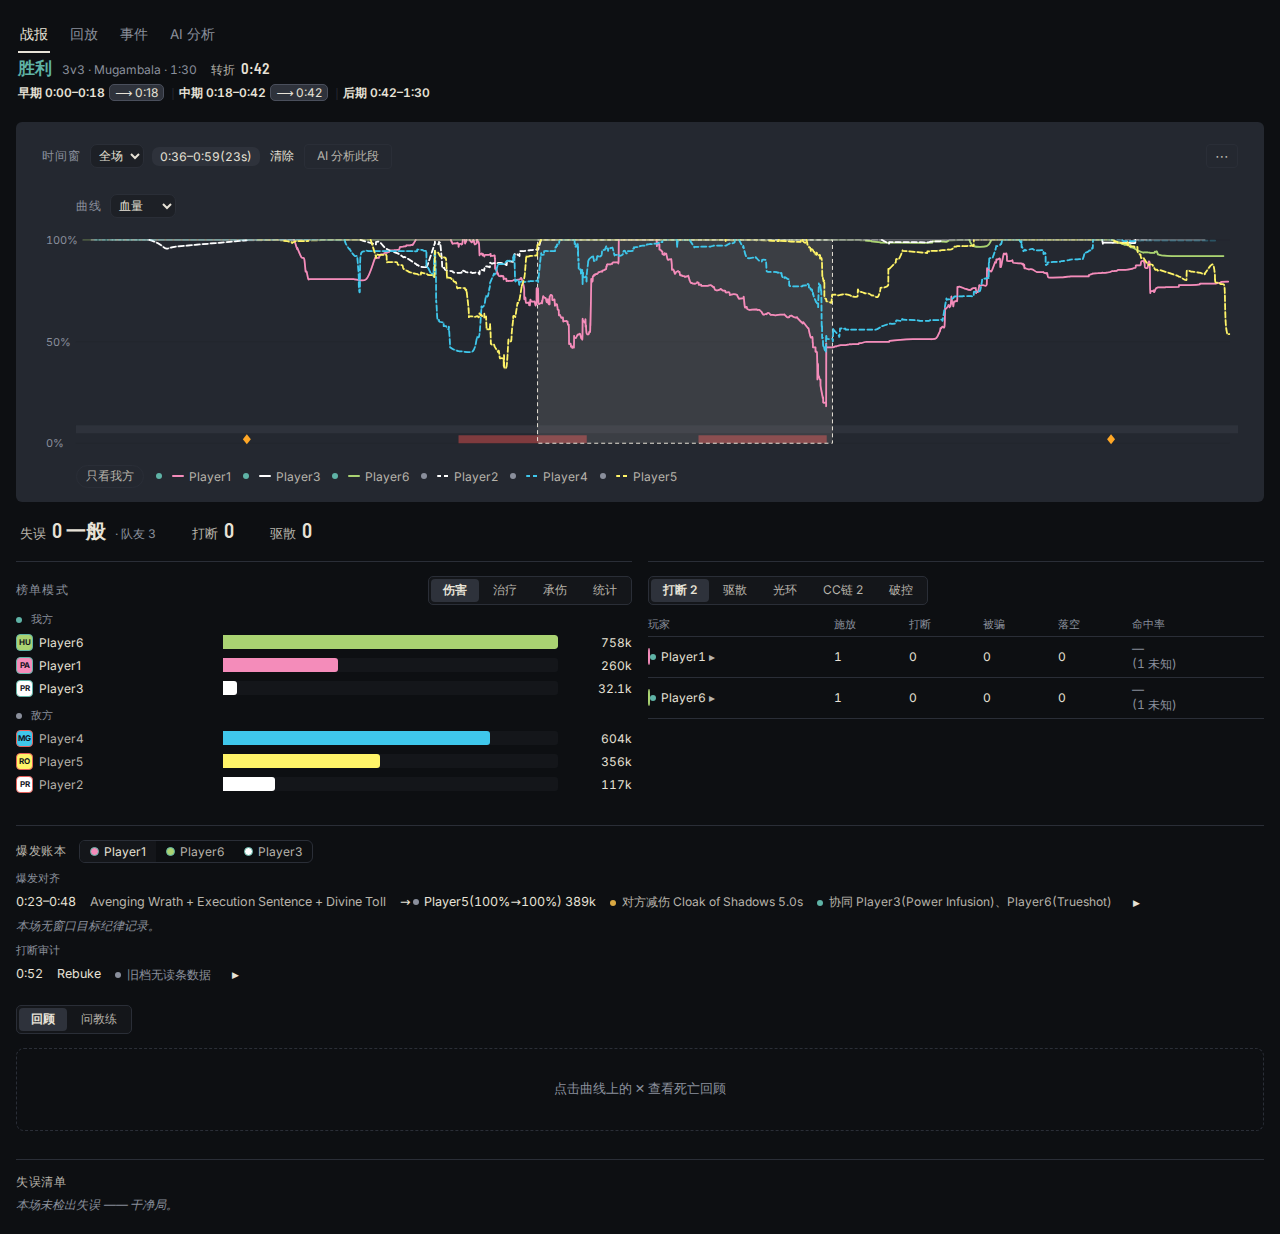 战报 回放 事件 AI 分析
胜利 3v3 · Mugambala · 1:30 转折 0:42
早期 0:00–0:18 ⟶ 0:18 中期 0:18–0:42 ⟶ 0:42 后期 0:42–1:30
时间窗 全场 0:36–0:59(23s) 清除 AI 分析此段 ⋯
曲线 血量
100%
50%
0%
只看我方 Player1 Player3 Player6 Player2 Player4 Player5
失误 0 一般 · 队友 3 打断 0 驱散 0
榜单模式 伤害 治疗 承伤 统计
我方
HU Player6 758k
PA Player1 260k
PR Player3 32.1k
敌方
MG Player4 604k
RO Player5 356k
PR Player2 117k
打断 2 驱散 光环 CC链 2 破控
玩家 施放 打断 被骗 落空 命中率
Player1 ▸ 1 0 0 0 —
(1 未知)
Player6 ▸ 1 0 0 0 —
(1 未知)
爆发账本 Player1 Player6 Player3
爆发对齐
0:23–0:48 Avenging Wrath + Execution Sentence + Divine Toll → Player5(100%→100%) 389k 对方减伤 Cloak of Shadows 5.0s 协同 Player3(Power Infusion)、Player6(Trueshot) ▸
本场无窗口目标纪律记录。
打断审计
0:52 Rebuke 旧档无读条数据 ▸
回顾 问教练
点击曲线上的 ✕ 查看死亡回顾
失误清单
本场未检出失误 —— 干净局。